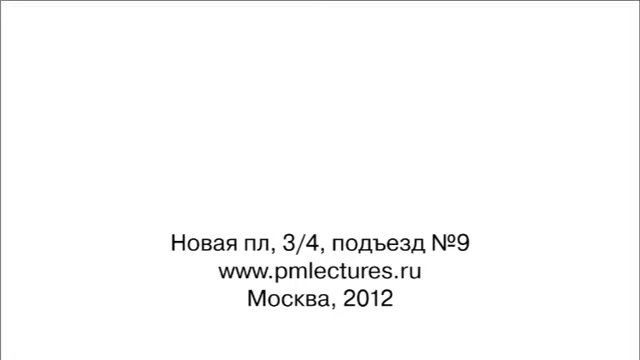 Новая пл, 3/4, подъезд №9
www.pmlectures.ru
Москва, 2012